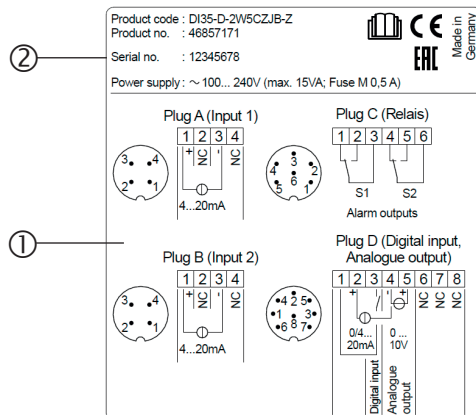 Product code : DI35-D-2W5CZJB-Z
Product no. : 46857171
CE
Made in
Germany
②
Serial no. : 12345678
EAC
Power supply : ~ 100... 240V (max. 15VA; Fuse M 0,5 A)
Plug A (Input 1)
1 2 3 4
+ NC - NC
3 4
2 1
4...20mA
Plug C (Relais)
1 2 3 4 5 6
3
4 2
6
5 1
S1 S2
Alarm outputs
①
Plug B (Input 2)
1 2 3 4
+ NC - NC
3 4
2 1
4...20mA
Plug D (Digital input,
Analogue output)
1 2 3 4 5 6 7 8
+ - + NC NC NC
4 2 5
1 3
6 8 7
0/4...
20mA
0 ...
10V
Digital input
Analogue
output